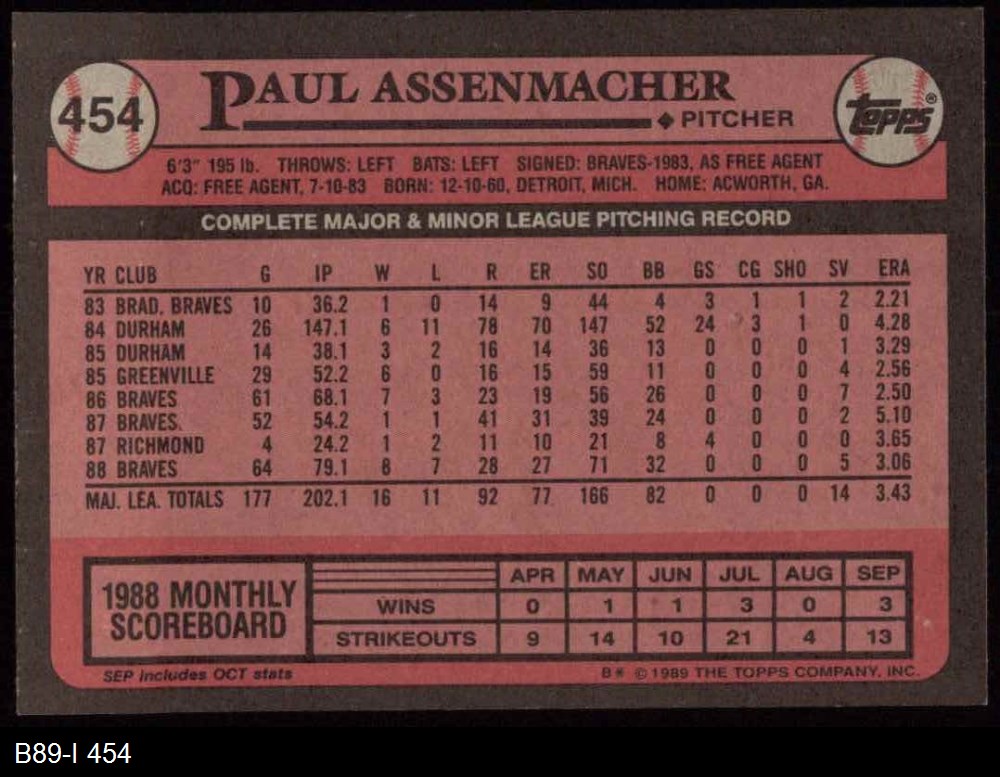 454
PAUL ASSENMACHER
◆ PITCHER
TOPPS®
6'3" 195 lb. THROWS: LEFT BATS: LEFT SIGNED: BRAVES-1983, AS FREE AGENT
ACQ: FREE AGENT, 7-10-83 BORN: 12-10-60, DETROIT, MICH. HOME: ACWORTH, GA.
COMPLETE MAJOR & MINOR LEAGUE PITCHING RECORD
YR CLUB G IP W L R ER SO BB GS CG SHO SV ERA
83 BRAD. BRAVES 10 36.2 1 0 14 9 44 4 3 1 1 2 2.21
84 DURHAM 26 147.1 6 11 78 70 147 52 24 3 1 0 4.28
85 DURHAM 14 38.1 3 2 16 14 36 13 0 0 0 1 3.29
85 GREENVILLE 29 52.2 6 0 16 15 59 11 0 0 0 4 2.56
86 BRAVES 61 68.1 7 3 23 19 56 26 0 0 0 7 2.50
87 BRAVES. 52 54.2 1 1 41 31 39 24 0 0 0 2 5.10
87 RICHMOND 4 24.2 1 2 11 10 21 8 4 0 0 0 3.65
88 BRAVES 64 79.1 8 7 28 27 71 32 0 0 0 5 3.06
MAJ. LEA. TOTALS 177 202.1 16 11 92 77 166 82 0 0 0 14 3.43
1988 MONTHLY
SCOREBOARD
APR MAY JUN JUL AUG SEP
WINS 0 1 1 3 0 3
STRIKEOUTS 9 14 10 21 4 13
SEP includes OCT stats
B* © 1989 THE TOPPS COMPANY, INC.
B89-I 454